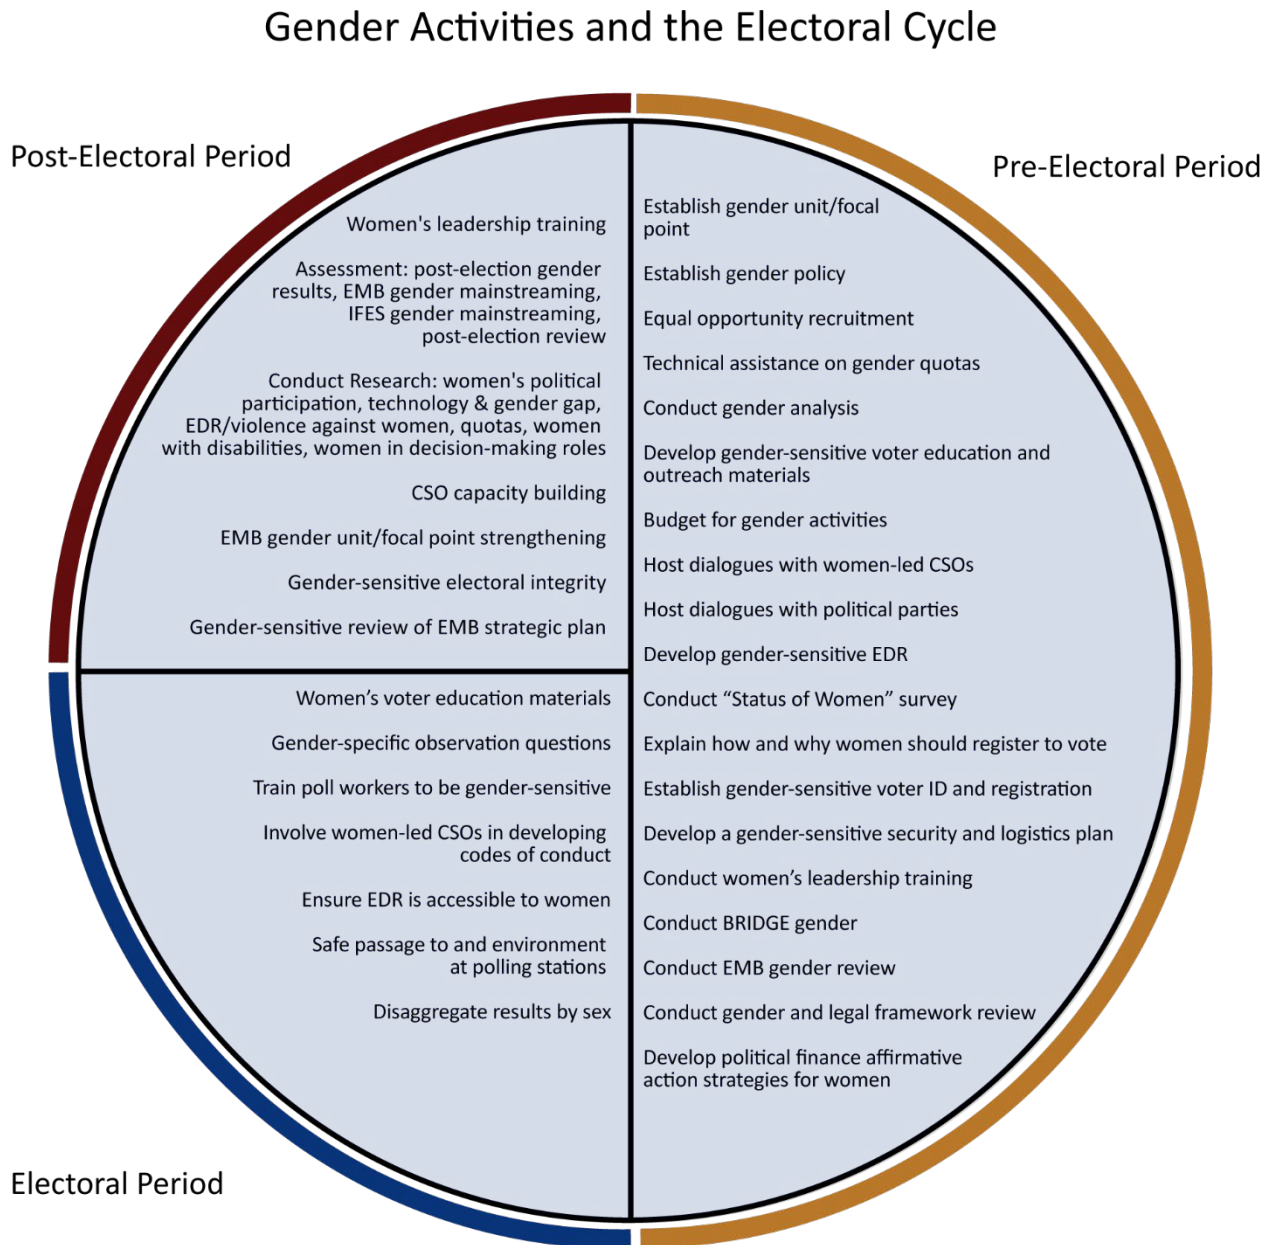 Gender Activities and the Electoral Cycle
Post-Electoral Period
Women's leadership training
Assessment: post-election gender
results, EMB gender mainstreaming,
IFES gender mainstreaming,
post-election review
Conduct Research: women's political
participation, technology & gender gap,
EDR/violence against women, quotas, women
with disabilities, women in decision-making roles
CSO capacity building
EMB gender unit/focal point strengthening
Gender-sensitive electoral integrity
Gender-sensitive review of EMB strategic plan
Pre-Electoral Period
Establish gender unit/focal
point
Establish gender policy
Equal opportunity recruitment
Technical assistance on gender quotas
Conduct gender analysis
Develop gender-sensitive voter education and
outreach materials
Budget for gender activities
Host dialogues with women-led CSOs
Host dialogues with political parties
Develop gender-sensitive EDR
Conduct “Status of Women” survey
Explain how and why women should register to vote
Establish gender-sensitive voter ID and registration
Develop a gender-sensitive security and logistics plan
Conduct women’s leadership training
Conduct BRIDGE gender
Conduct EMB gender review
Conduct gender and legal framework review
Develop political finance affirmative
action strategies for women
Women’s voter education materials
Gender-specific observation questions
Train poll workers to be gender-sensitive
Involve women-led CSOs in developing
codes of conduct
Ensure EDR is accessible to women
Safe passage to and environment
at polling stations
Disaggregate results by sex
Electoral Period